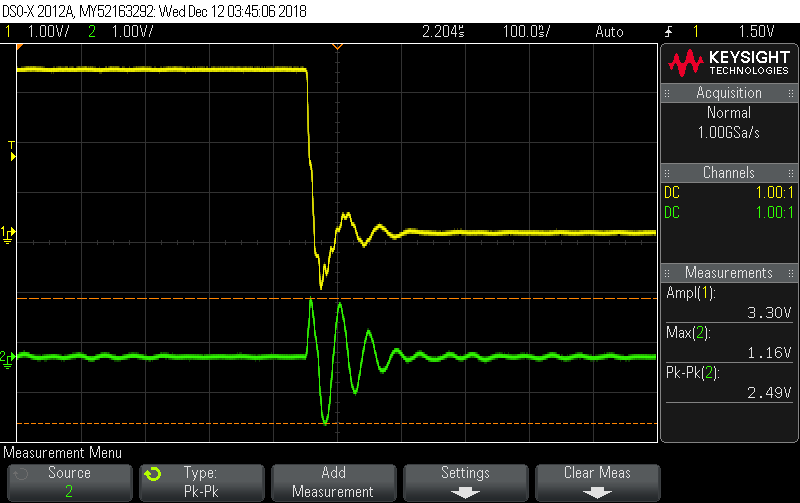 DSO-X 2012A, MY52163292: Wed Dec 12 03:45:06 2018
1 1.00V/ 2 1.00V/ 2.204s 100.0s/ Auto 1 1.50V
KEYSIGHT
TECHNOLOGIES
Acquisition
Normal
1.00GSa/s
Channels
DC 1.00:1
DC 1.00:1
Measurements
Ampl(1):
3.30V
Max(2):
1.16V
Pk-Pk(2):
2.49V
T
1
2
Measurement Menu
Source
2
Type:
Pk-Pk
Add
Measurement
Settings
Clear Meas